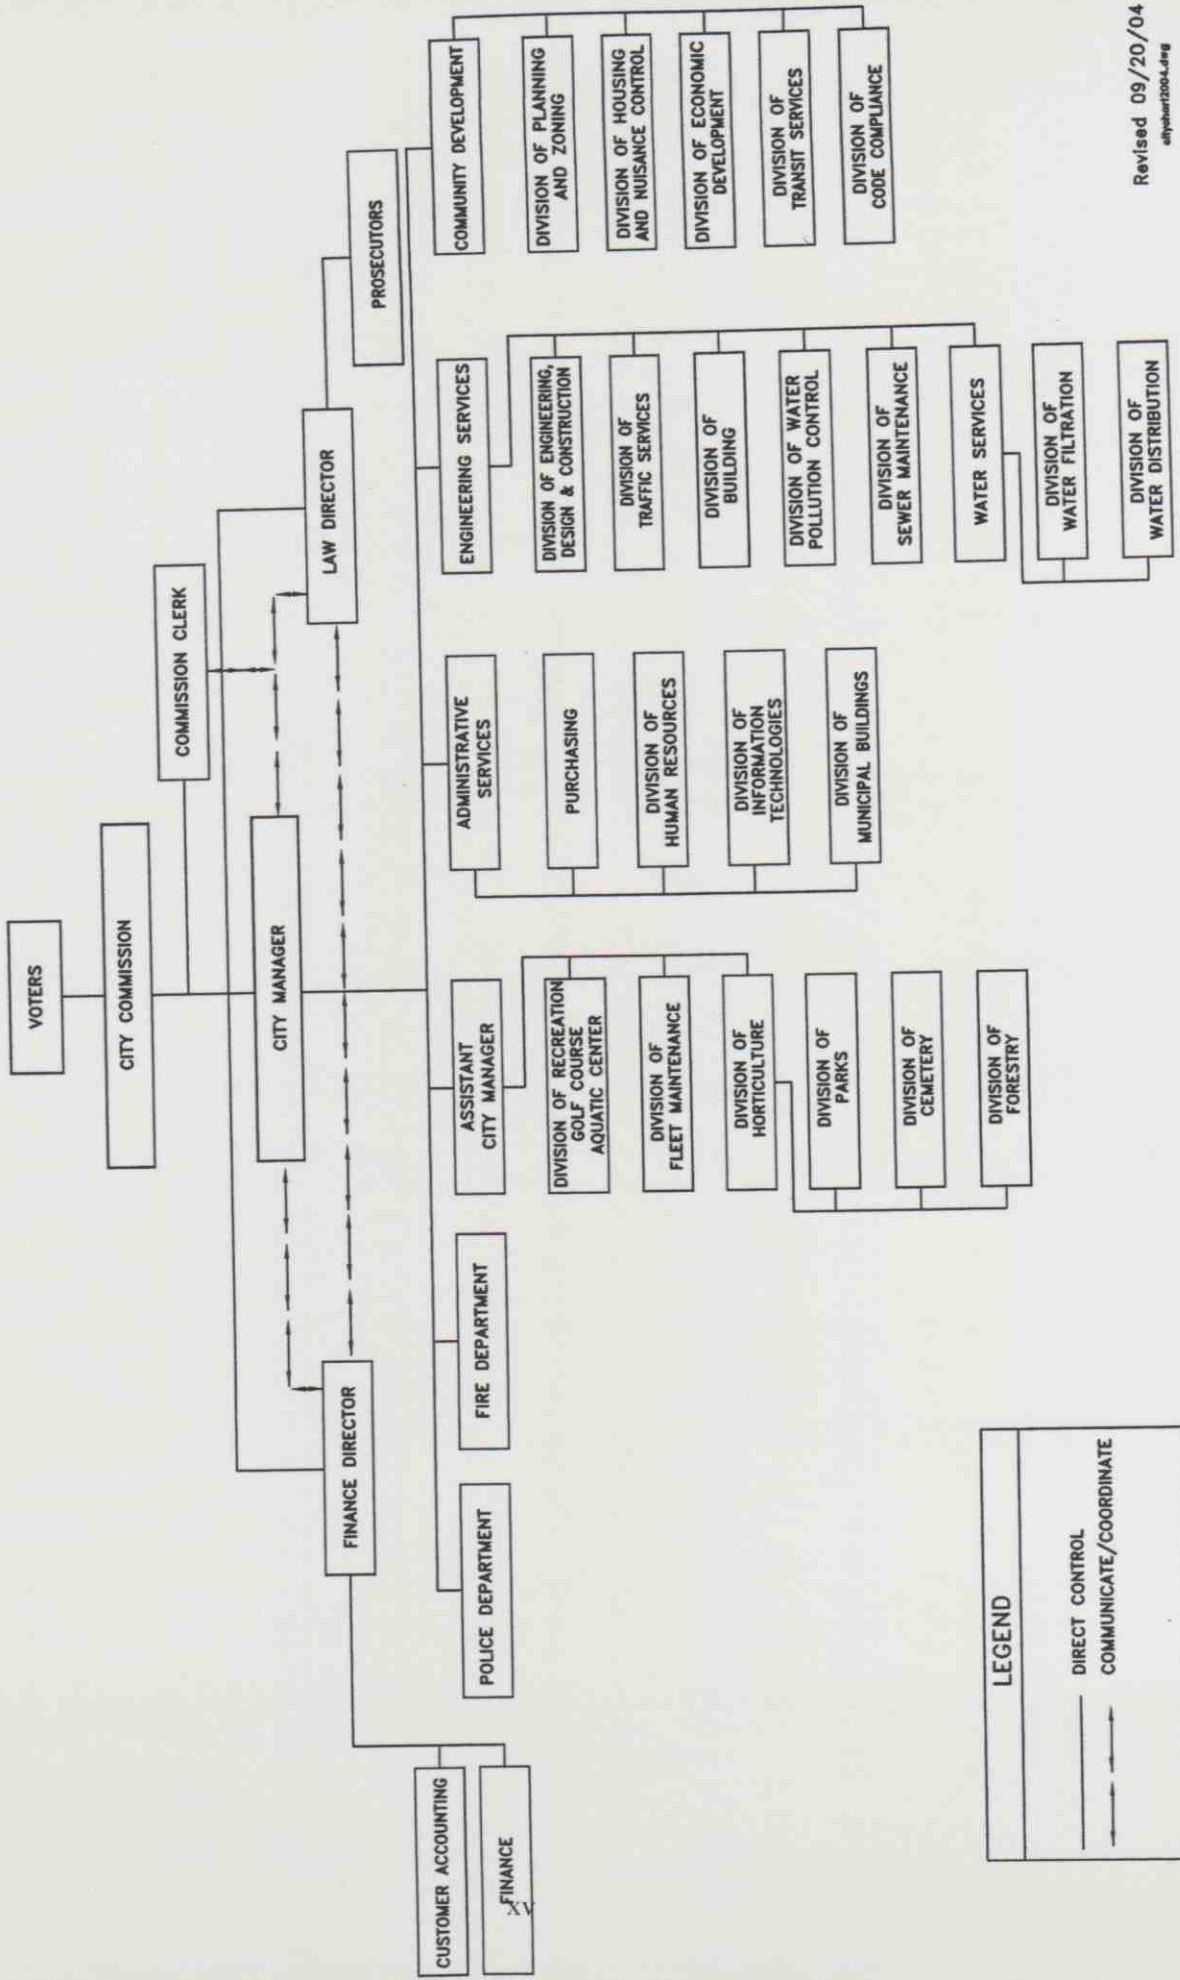 VOTERS
CITY COMMISSION
COMMISSION CLERK
CITY MANAGER
FINANCE DIRECTOR
LAW DIRECTOR
PROSECUTORS
CUSTOMER ACCOUNTING
FINANCE
POLICE DEPARTMENT
FIRE DEPARTMENT
ASSISTANT
CITY MANAGER
DIVISION OF RECREATION
GOLF COURSE
AQUATIC CENTER
DIVISION OF
FLEET MAINTENANCE
DIVISION OF
HORTICULTURE
DIVISION OF
PARKS
DIVISION OF
CEMETERY
DIVISION OF
FORESTRY
ADMINISTRATIVE
SERVICES
PURCHASING
DIVISION OF
HUMAN RESOURCES
DIVISION OF
INFORMATION
TECHNOLOGIES
DIVISION OF
MUNICIPAL BUILDINGS
ENGINEERING SERVICES
DIVISION OF ENGINEERING,
DESIGN & CONSTRUCTION
DIVISION OF
TRAFFIC SERVICES
DIVISION OF
BUILDING
DIVISION OF WATER
POLLUTION CONTROL
DIVISION OF
SEWER MAINTENANCE
WATER SERVICES
DIVISION OF
WATER FILTRATION
DIVISION OF
WATER DISTRIBUTION
COMMUNITY DEVELOPMENT
DIVISION OF PLANNING
AND ZONING
DIVISION OF HOUSING
AND NUISANCE CONTROL
DIVISION OF ECONOMIC
DEVELOPMENT
DIVISION OF
TRANSIT SERVICES
DIVISION OF
CODE COMPLIANCE
LEGEND
DIRECT CONTROL
COMMUNICATE/COORDINATE
Revised 09/20/04
citychart2004.dwg
XV